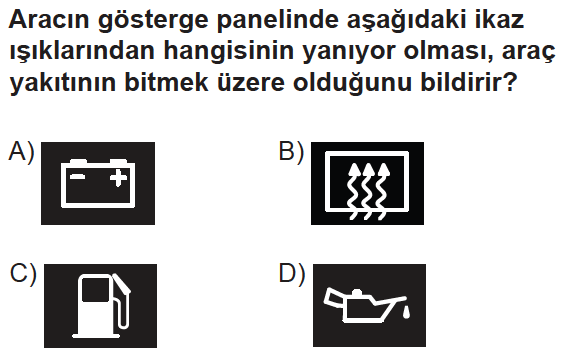 Aracın gösterge panelinde aşağıdaki ikaz
ışıklarından hangisinin yanıyor olması, araç
yakıtının bitmek üzere olduğunu bildirir?
A) B)
C) D)